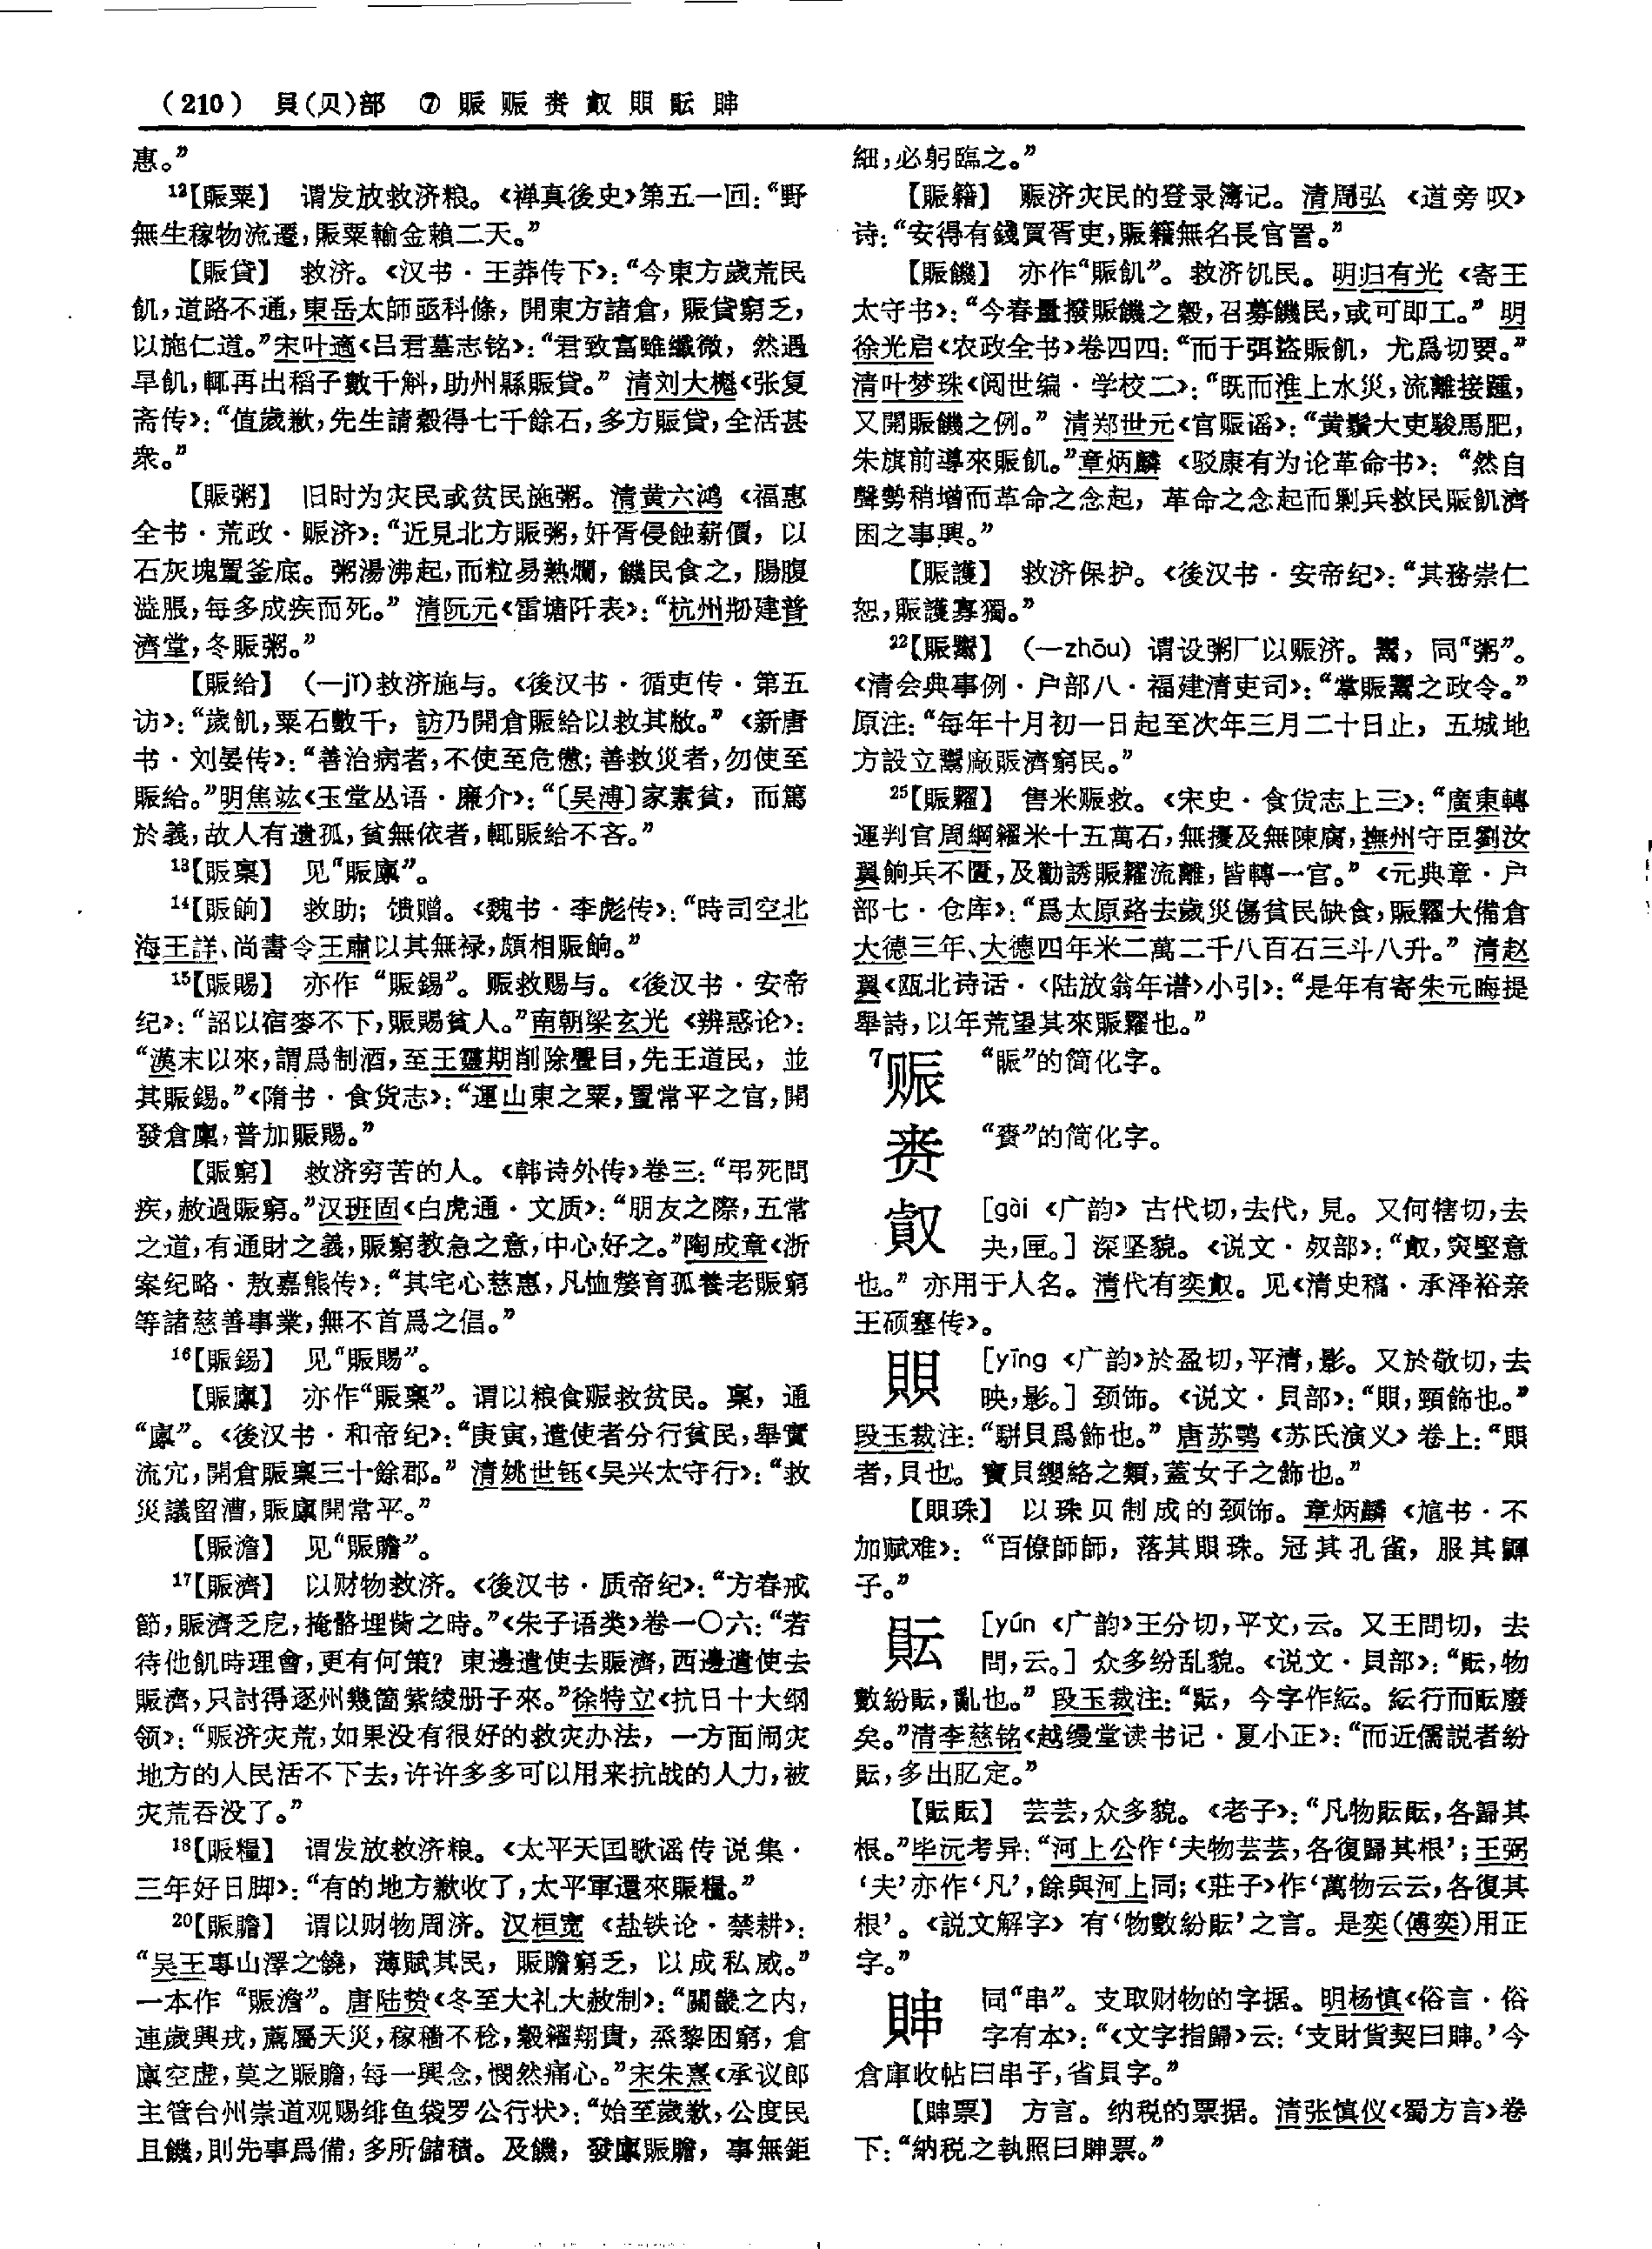 (210) 貝(贝)部 ⑦ 賑 赈 赉 㱼 賏 䞊 賗
惠。”
12【賑粟】 谓发放救济粮。《禅真後史》第五一回：“野
無生稼物流遷，賑粟輸金賴二天。”
【賑貸】 救济。《汉书·王莽传下》：“今東方歲荒民
飢，道路不通，東岳太師亟科條，開東方諸倉，賑貸窮乏，
以施仁道。”宋叶適《吕君墓志铭》：“君致富雖纖微，然遇
旱飢，輒再出稻子數千斛，助州縣賑貸。” 清刘大櫆《张复
斋传》：“值歲歉，先生請穀得七千餘石，多方賑貸，全活甚
衆。”
【賑粥】 旧时为灾民或贫民施粥。清黄六鸿《福惠
全书·荒政·赈济》：“近見北方賑粥，奸胥侵蝕薪價，以
石灰塊置釜底。粥湯沸起，而粒易熟爛，饑民食之，腸腹
溢脹，每多成疾而死。” 清阮元《雷塘阡表》：“杭州刱建普
濟堂，冬賑粥。”
【賑给】 （一jǐ）救济施与。《後汉书·循吏传·第五
访》：“歲飢，粟石數千，訪乃開倉賑給以救其敝。”《新唐
书·刘晏传》：“善治病者，不使至危憊；善救災者，勿使至
賑給。”明焦竑《玉堂丛语·廉介》：“〔吴溥〕家素貧，而篤
於義，故人有遺孤，貧無依者，輒賑給不吝。”
13【賑稟】 见“賑廩”。
14【賑餉】 救助；馈赠。《魏书·李彪传》：“時司空北
海王詳、尚書令王肅以其無禄，頗相賑餉。”
15【賑賜】 亦作“賑錫”。赈救赐与。《後汉书·安帝
纪》：“詔以宿麥不下，賑賜貧人。”南朝梁玄光《辨惑论》：
“漢末以來，謂爲制酒，至王靈期削除釁目，先王道民，並
其賑錫。”《隋书·食货志》：“運山東之粟，置常平之官，開
發倉廩，普加賑賜。”
【賑窮】 救济穷苦的人。《韩诗外传》卷三：“弔死問
疾，赦過賑窮。”汉班固《白虎通·文质》：“朋友之際，五常
之道，有通財之義，賑窮救急之意，中心好之。”陶成章《浙
案纪略·敖嘉熊传》：“其宅心慈惠，凡恤嫠育孤養老賑窮
等諸慈善事業，無不首爲之倡。”
16【賑錫】 见“賑賜”。
【賑廩】 亦作“賑稟”。谓以粮食赈救贫民。稟，通
“廩”。《後汉书·和帝纪》：“庚寅，遣使者分行貧民，舉實
流冗，開倉賑稟三十餘郡。” 清姚世钰《吴兴太守行》：“救
災議留漕，賑廩開常平。”
【賑澹】 见“賑贍”。
17【賑濟】 以财物救济。《後汉书·质帝纪》：“方春戒
節，賑濟乏戹，掩骼埋胔之時。”《朱子语类》卷一〇六：“若
待他飢時理會，更有何策？東邊遣使去賑濟，西邊遣使去
賑濟，只討得逐州幾箇紫綾册子來。”徐特立《抗日十大纲
领》：“赈济灾荒，如果没有很好的救灾办法，一方面闹灾
地方的人民活不下去，许许多多可以用来抗战的人力，被
灾荒吞没了。”
18【賑糧】 谓发放救济粮。《太平天囯歌谣传说集·
三年好日脚》：“有的地方歉收了，太平軍還來賑糧。”
20【賑贍】 谓以财物周济。汉桓宽《盐铁论·禁耕》：
“吴王專山澤之饒，薄賦其民，賑贍窮乏，以成私威。”
一本作“賑澹”。唐陆贽《冬至大礼大赦制》：“關畿之内，
連歲興戎，薦屬天災，稼穡不稔，穀糴翔貴，烝黎困窮，倉
廩空虚，莫之賑贍，每一興念，惻然痛心。”宋朱熹《承议郎
主管台州崇道观赐绯鱼袋罗公行状》：“始至歲歉，公度民
且饑，則先事爲備，多所儲積。及饑，發廩賑贍，事無鉅
細，必躬臨之。”
【賑籍】 赈济灾民的登录簿记。清周弘《道旁叹》
诗：“安得有錢買胥吏，賑籍無名長官詈。”
【賑饑】 亦作“賑飢”。救济饥民。明归有光《寄王
太守书》：“今春量撥賑饑之穀，召募饑民，或可即工。” 明
徐光启《农政全书》卷四四：“而于弭盜賑飢，尤爲切要。”
清叶梦珠《阅世编·学校二》：“既而淮上水災，流離接踵，
又開賑饑之例。” 清郑世元《官赈谣》：“黄鬚大吏駿馬肥，
朱旗前導來賑飢。”章炳麟《驳康有为论革命书》：“然自
聲勢稍增而革命之念起，革命之念起而剿兵救民賑飢濟
困之事興。”
【賑護】 救济保护。《後汉书·安帝纪》：“其務崇仁
恕，賑護寡獨。”
22【賑鬻】 （一zhōu）谓设粥厂以赈济。鬻，同“粥”。
《清会典事例·户部八·福建清吏司》：“掌賑鬻之政令。”
原注：“每年十月初一日起至次年三月二十日止，五城地
方設立鬻廠賑濟窮民。”
25【賑糶】 售米赈救。《宋史·食货志上三》：“廣東轉
運判官周綱糴米十五萬石，無擾及無陳腐，撫州守臣劉汝
翼餉兵不匱，及勸誘賑糶流離，皆轉一官。”《元典章·户
部七·仓库》：“爲太原路去歲災傷貧民缺食，賑糶大備倉
大德三年、大德四年米二萬二千八百石三斗八升。” 清赵
翼《瓯北诗话·〈陆放翁年谱〉小引》：“是年有寄朱元晦提
舉詩，以年荒望其來賑糶也。”
7赈 “賑”的简化字。
赉 “賚”的简化字。
㱼 [gài《广韵》古代切，去代，見。又何犗切，去
夬，匣。] 深坚貌。《说文·𣦼部》：“㱼，突堅意
也。”亦用于人名。清代有奕㱼。见《清史稿·承泽裕亲
王硕塞传》。
賏 [yīng《广韵》於盈切，平清，影。又於敬切，去
映，影。] 颈饰。《说文·貝部》：“賏，頸飾也。”
段玉裁注：“駢貝爲飾也。” 唐苏鹗《苏氏演义》卷上：“賏
者，貝也。寶貝纓絡之類，蓋女子之飾也。”
【賏珠】 以珠贝制成的颈饰。章炳麟《訄书·不
加赋难》：“百僚師師，落其賏珠。冠其孔雀，服其鼲
子。”
䞊 [yún《广韵》王分切，平文，云。又王問切，去
問，云。] 众多纷乱貌。《说文·貝部》：“䞊，物
數紛䞊，亂也。” 段玉裁注：“䞊，今字作紜。紜行而䞊廢
矣。”清李慈铭《越缦堂读书记·夏小正》：“而近儒説者紛
䞊，多出肊定。”
【䞊䞊】 芸芸，众多貌。《老子》：“凡物䞊䞊，各歸其
根。”毕沅考异：“河上公作‘夫物芸芸，各復歸其根’；王弼
‘夫’亦作‘凡’，餘與河上同；《莊子》作‘萬物云云，各復其
根’。《説文解字》有‘物數紛䞊’之言。是奕（傅奕）用正
字。”
賗 同“串”。支取财物的字据。明杨慎《俗言·俗
字有本》：“《文字指歸》云：‘支財貨契曰賗。’今
倉庫收帖曰串子，省貝字。”
【賗票】 方言。纳税的票据。清张慎仪《蜀方言》卷
下：“納税之執照曰賗票。”